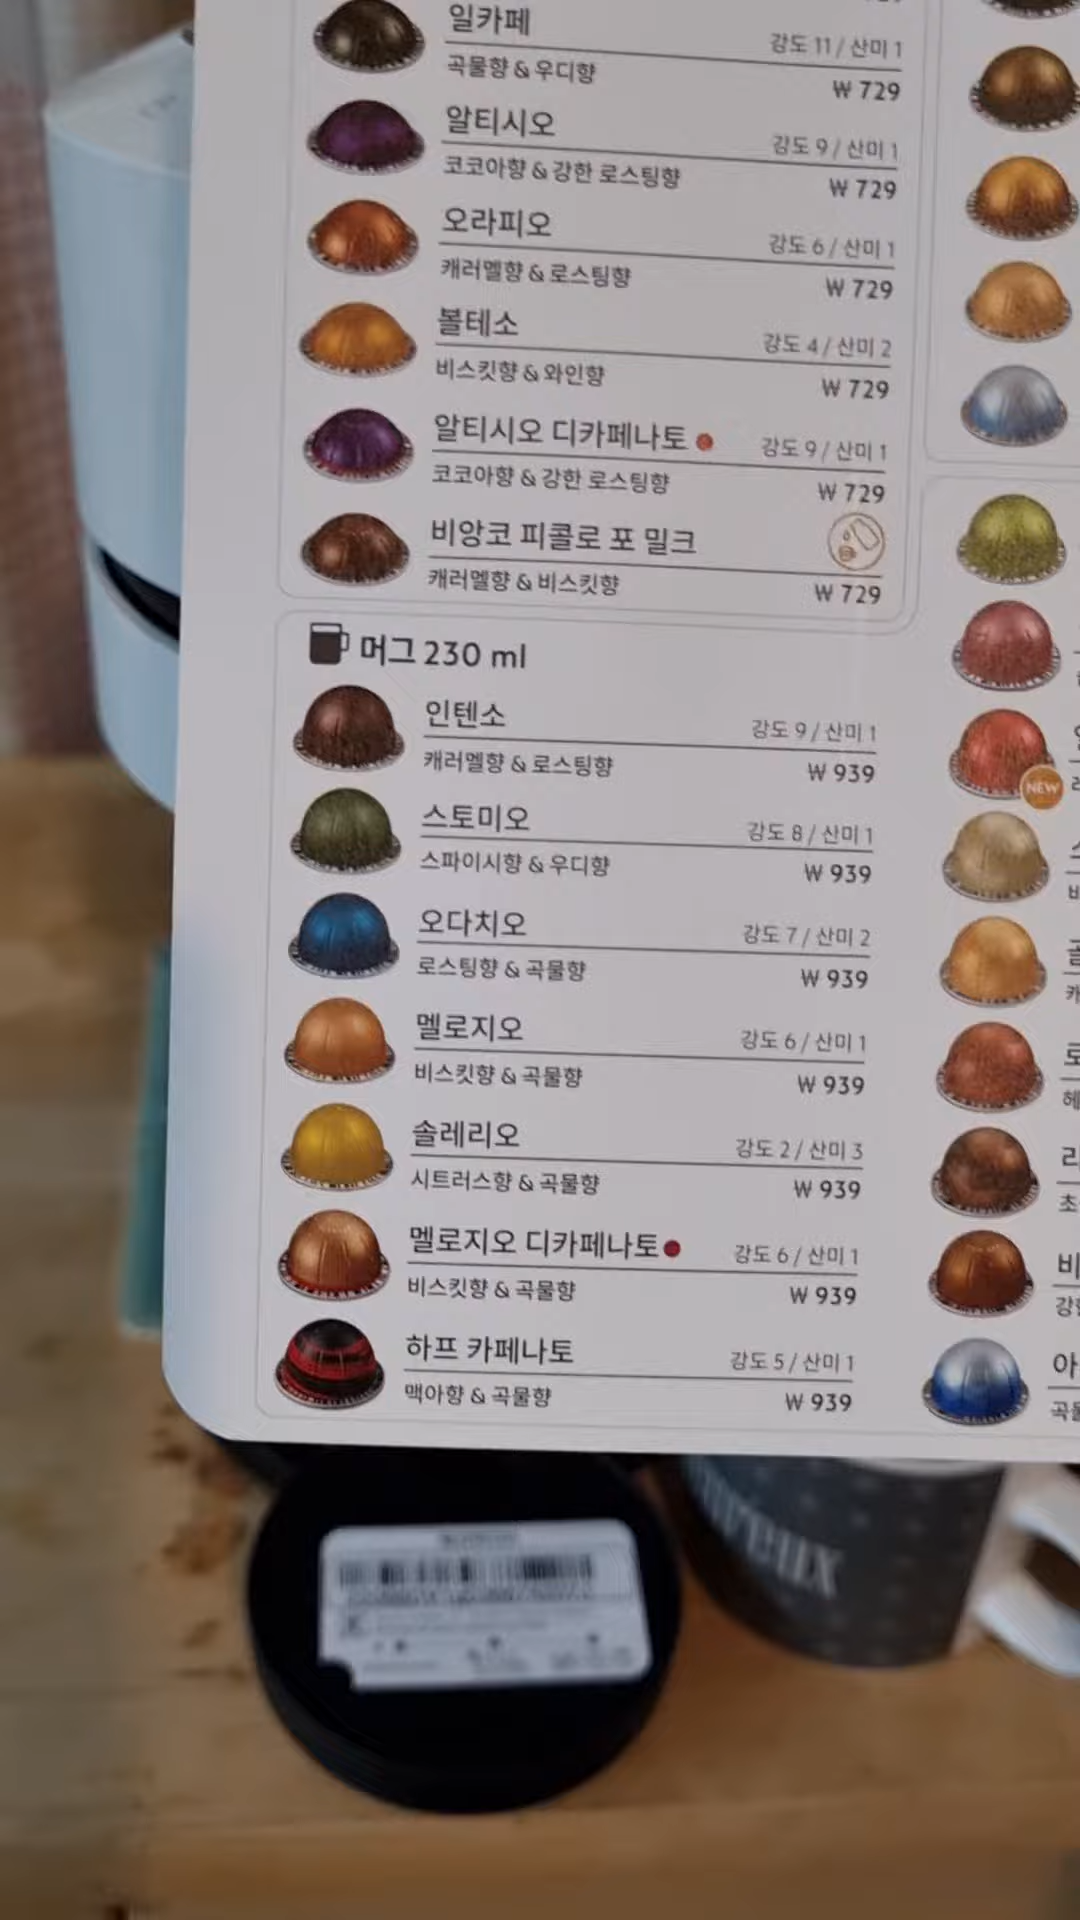 일카페
강도 11 / 산미 1
곡물향 & 우디향
₩ 729
알티시오
강도 9 / 산미 1
코코아향 & 강한 로스팅향
₩ 729
오라피오
강도 6 / 산미 1
캐러멜향 & 로스팅향
₩ 729
볼테소
강도 4 / 산미 2
비스킷향 & 와인향
₩ 729
알티시오 디카페나토
강도 9 / 산미 1
코코아향 & 강한 로스팅향
₩ 729
비앙코 피콜로 포 밀크
캐러멜향 & 비스킷향
₩ 729
머그 230 ml
인텐소
강도 9 / 산미 1
캐러멜향 & 로스팅향
₩ 939
스토미오
강도 8 / 산미 1
스파이시향 & 우디향
₩ 939
오다치오
강도 7 / 산미 2
로스팅향 & 곡물향
₩ 939
멜로지오
강도 6 / 산미 1
비스킷향 & 곡물향
₩ 939
솔레리오
강도 2 / 산미 3
시트러스향 & 곡물향
₩ 939
멜로지오 디카페나토
강도 6 / 산미 1
비스킷향 & 곡물향
₩ 939
하프 카페나토
강도 5 / 산미 1
맥아향 & 곡물향
₩ 939
NEW